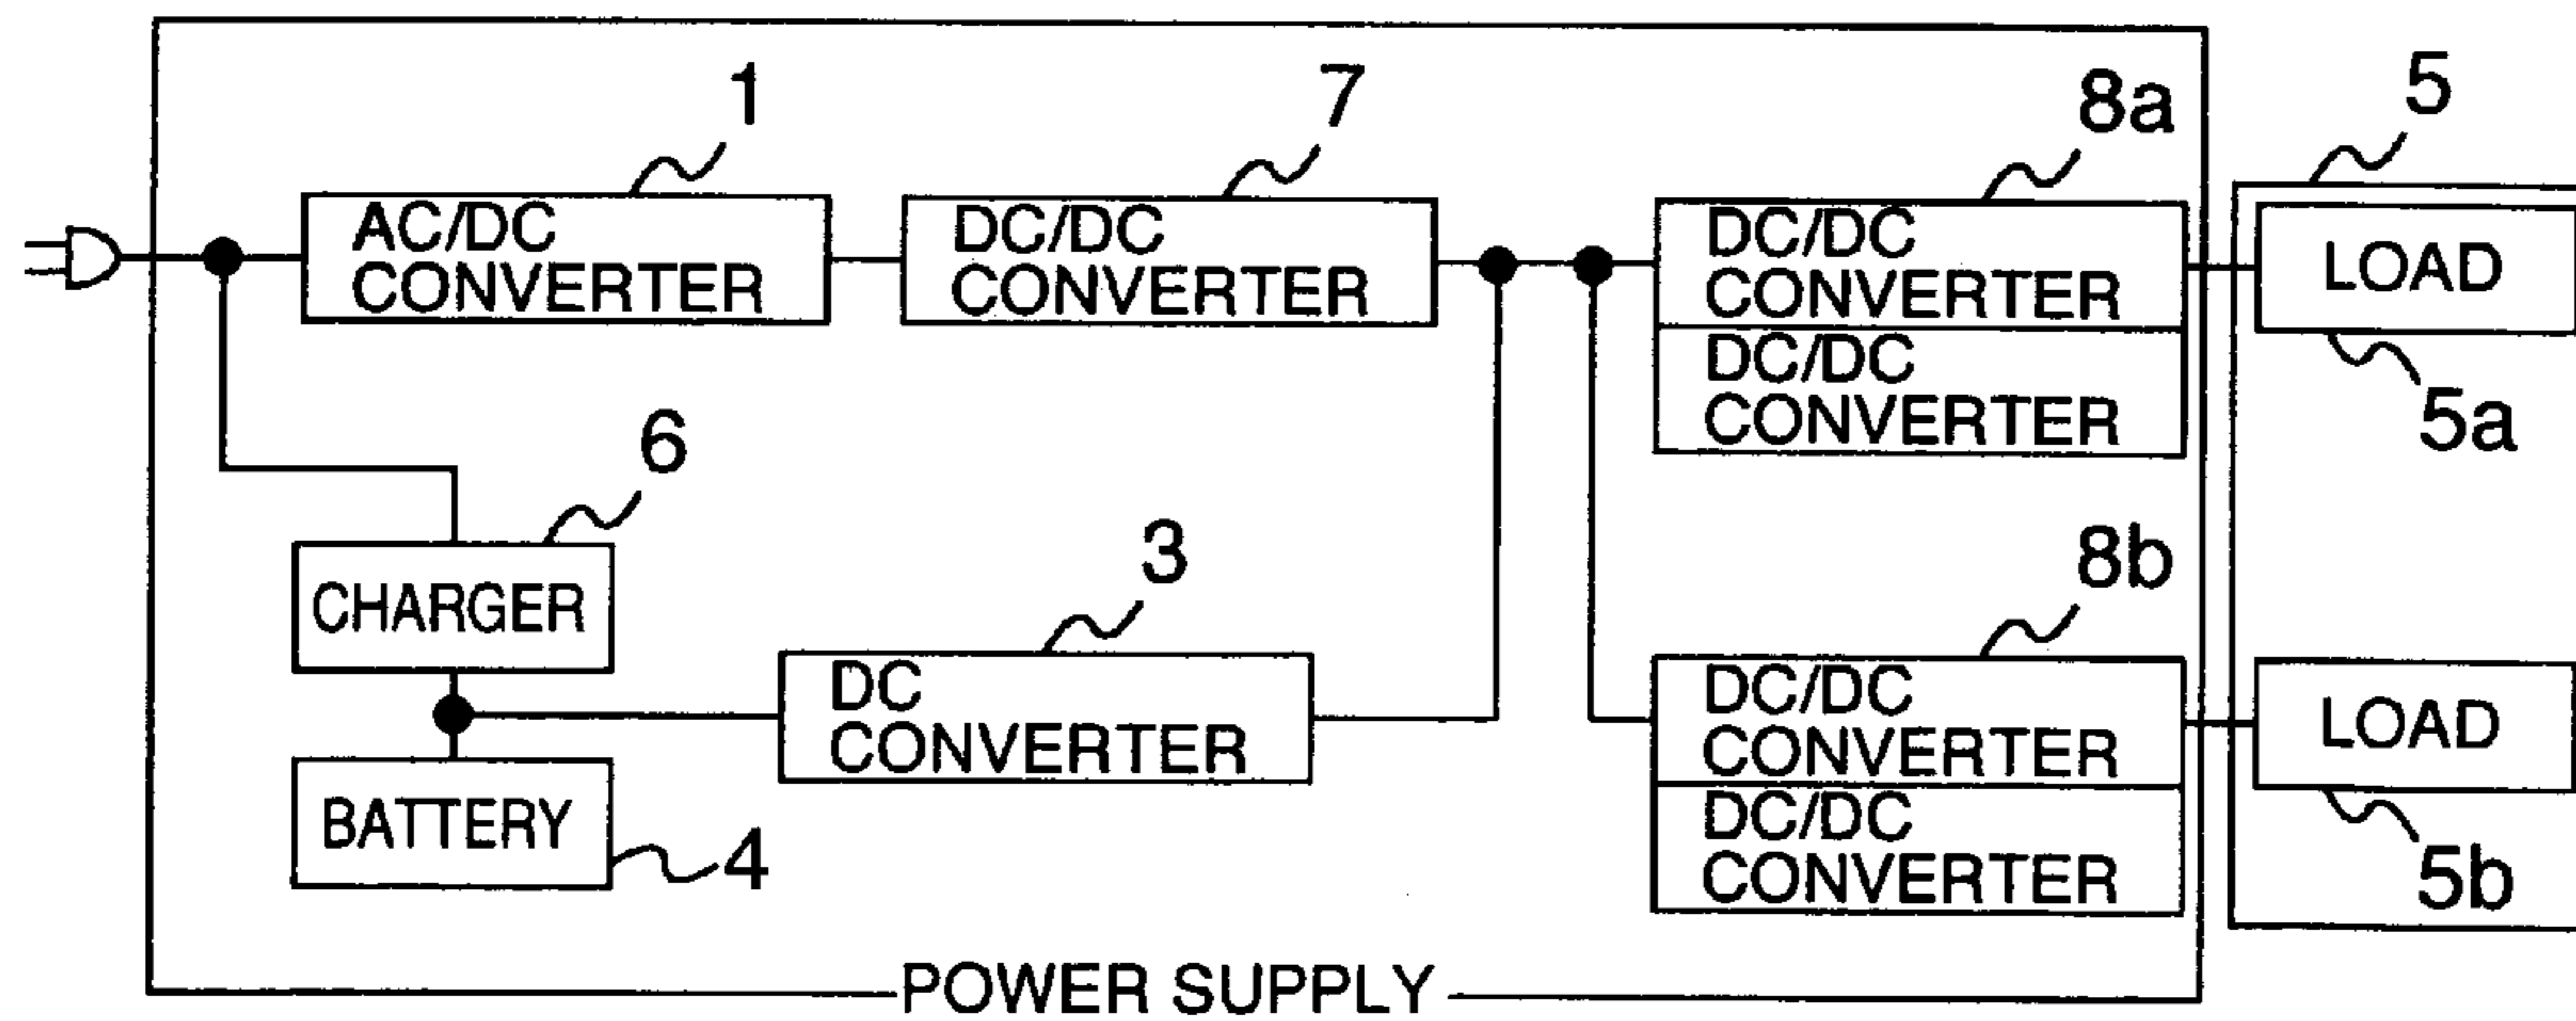 1
7
8a
5
AC/DC
CONVERTER
DC/DC
CONVERTER
DC/DC
CONVERTER
LOAD
DC/DC
CONVERTER
5a
6
3
8b
CHARGER
DC
CONVERTER
DC/DC
CONVERTER
LOAD
BATTERY
4
DC/DC
CONVERTER
5b
POWER SUPPLY